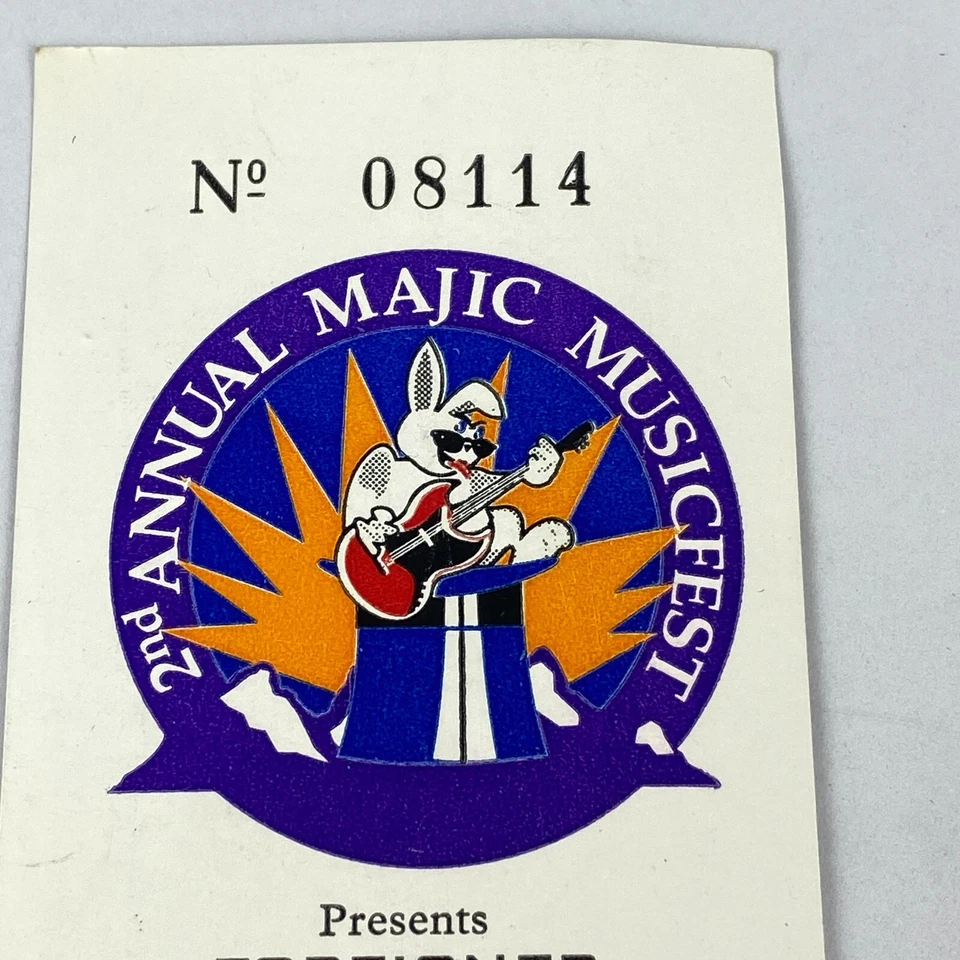 Nº 08114
2nd ANNUAL MAJIC MUSICFEST
Presents